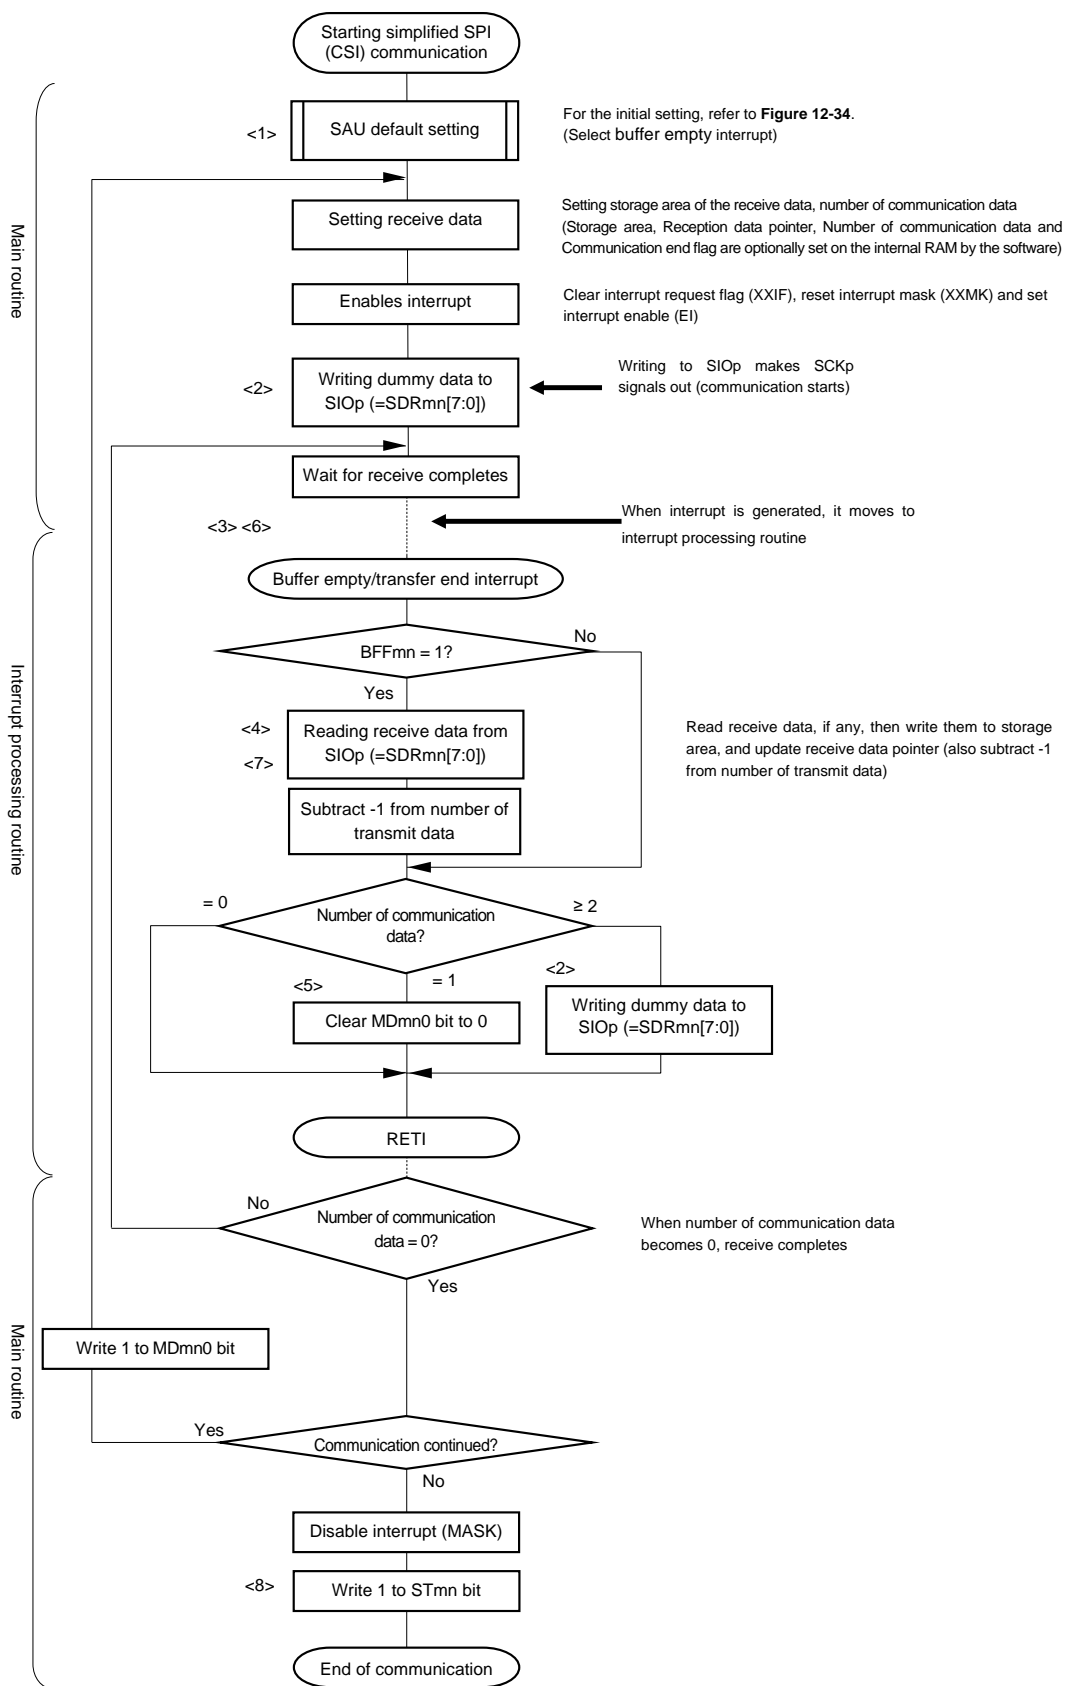 Starting simplified SPI
(CSI) communication
<1>
SAU default setting
For the initial setting, refer to Figure 12-34.
(Select buffer empty interrupt)
Main routine
Setting receive data
Setting storage area of the receive data, number of communication data
(Storage area, Reception data pointer, Number of communication data and
Communication end flag are optionally set on the internal RAM by the software)
Enables interrupt
Clear interrupt request flag (XXIF), reset interrupt mask (XXMK) and set
interrupt enable (EI)
<2>
Writing dummy data to
SIOp (=SDRmn[7:0])
Writing to SIOp makes SCKp
signals out (communication starts)
Wait for receive completes
<3> <6>
When interrupt is generated, it moves to
interrupt processing routine
Buffer empty/transfer end interrupt
Interrupt processing routine
BFFmn = 1?
No
Yes
<4>
<7>
Reading receive data from
SIOp (=SDRmn[7:0])
Read receive data, if any, then write them to storage
area, and update receive data pointer (also subtract -1
from number of transmit data)
Subtract -1 from number of
transmit data
= 0
Number of communication
data?
≥ 2
= 1
<5>
Clear MDmn0 bit to 0
<2>
Writing dummy data to
SIOp (=SDRmn[7:0])
RETI
No
Number of communication
data = 0?
When number of communication data
becomes 0, receive completes
Yes
Main routine
Write 1 to MDmn0 bit
Yes
Communication continued?
No
Disable interrupt (MASK)
<8>
Write 1 to STmn bit
End of communication